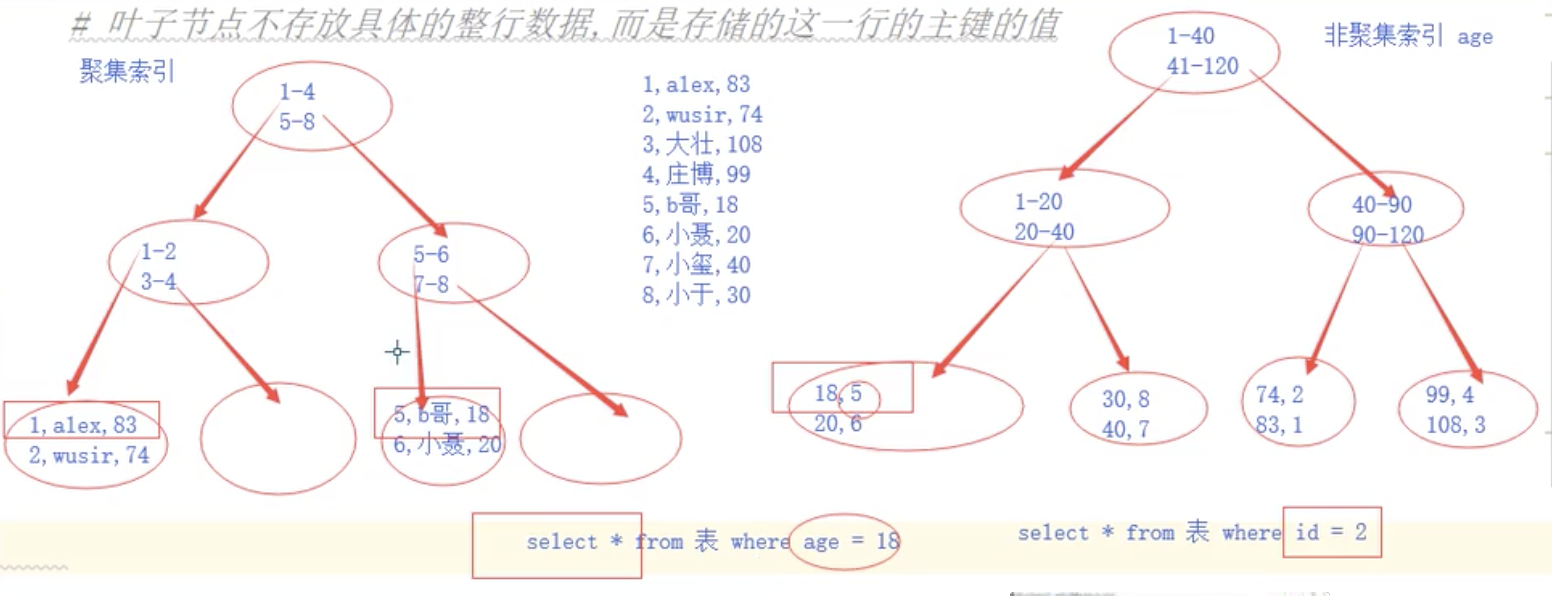 # 叶子节点不存放具体的整行数据,而是存储的这一行的主键的值
聚集索引
1-4
5-8
1-2
3-4
5-6
7-8
1,alex,83
2,wusir,74
5,b哥,18
6,小聂,20
1,alex,83
2,wusir,74
3,大壮,108
4,庄博,99
5,b哥,18
6,小聂,20
7,小玺,40
8,小于,30
非聚集索引 age
1-40
41-120
1-20
20-40
40-90
90-120
18,5
20,6
30,8
40,7
74,2
83,1
99,4
108,3
select * from 表 where age = 18
select * from 表 where id = 2